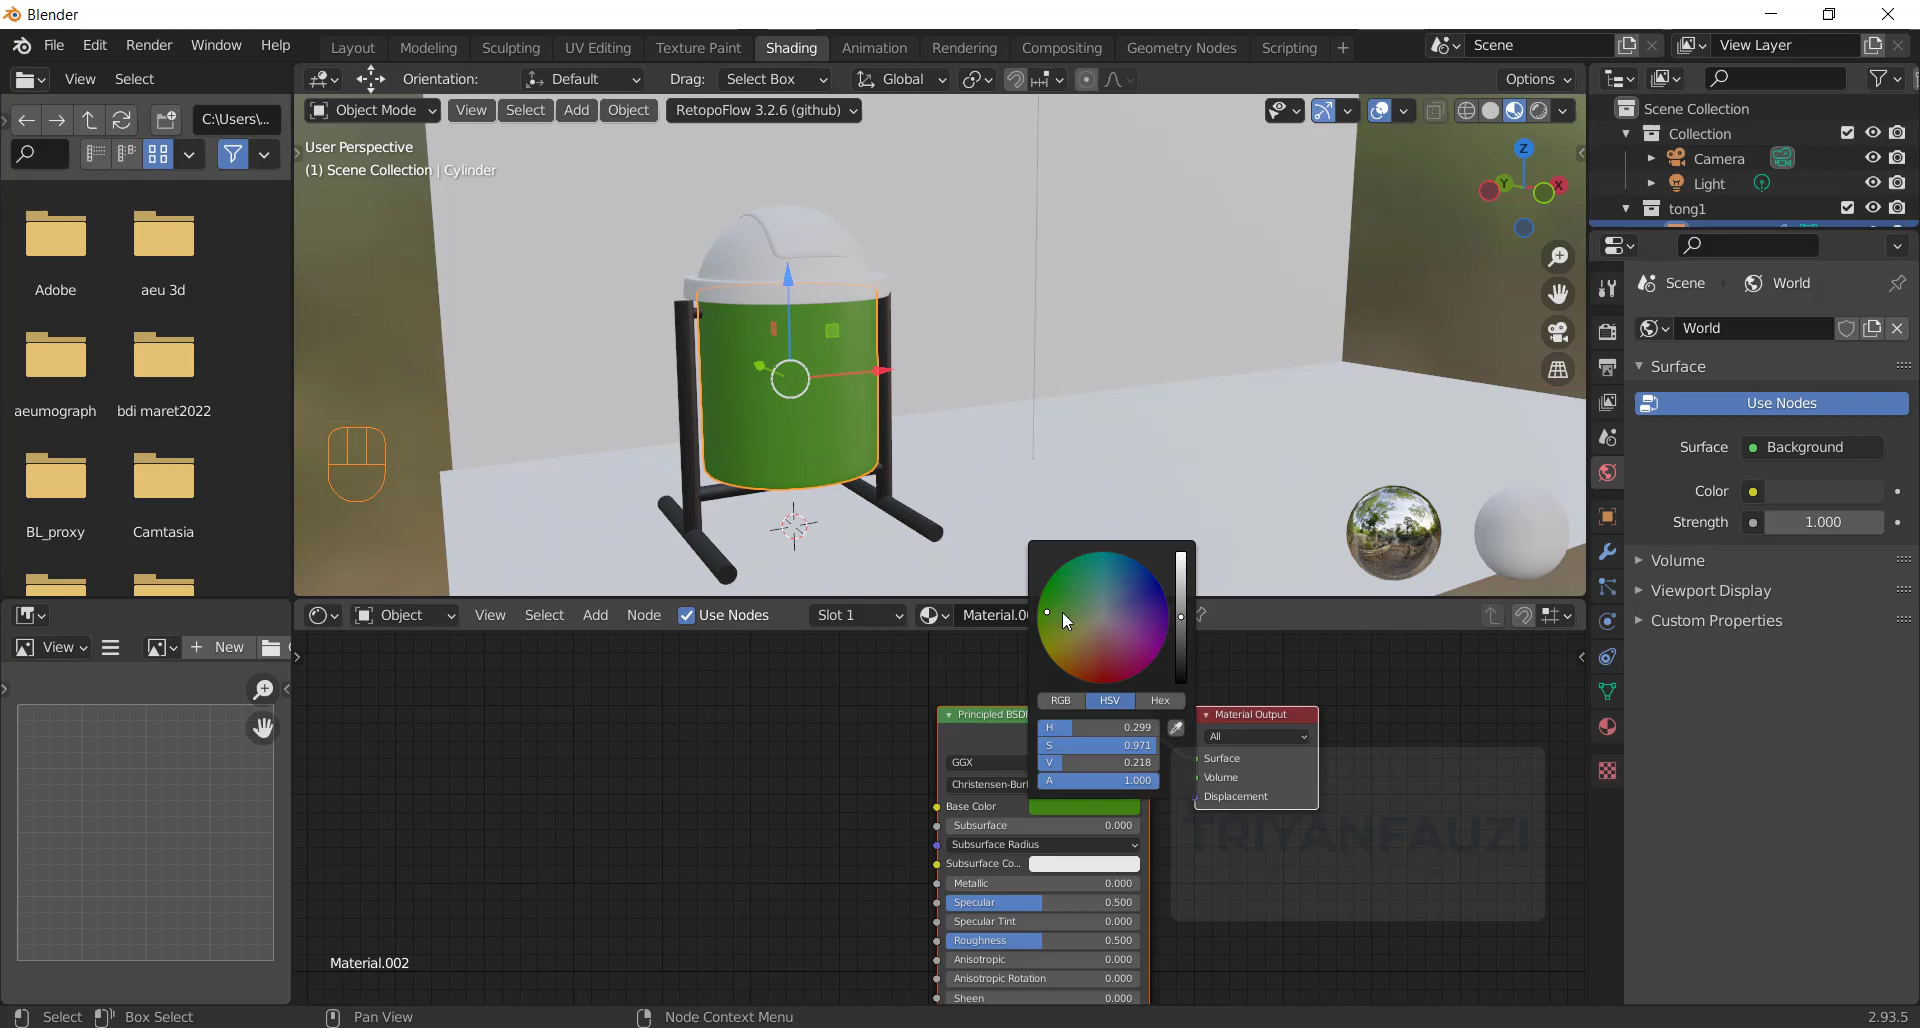 Blender
File Edit Render Window Help Layout Modeling Sculpting UV Editing Texture Paint Shading Animation Rendering Compositing Geometry Nodes Scripting + Scene View Layer
View Select Orientation: Default Drag: Select Box Global Options
C:\Users\... Object Mode View Select Add Object RetopoFlow 3.2.6 (github)
User Perspective
(1) Scene Collection | Cylinder
Scene Collection
Collection
Camera
Light
tong1
Z
Y
X
Adobe aeu 3d
aeumograph bdi maret2022
BL_proxy Camtasia
Scene World
World
Surface
Use Nodes
Surface Background
Color
Strength 1.000
Volume
Viewport Display
Custom Properties
Object View Select Add Node Use Nodes Slot 1 Material.0
View + New
RGB HSV Hex
H 0.299
S 0.971
V 0.218
A 1.000
Principled BSDF
GGX
Christensen-Bur
Base Color
Subsurface 0.000
Subsurface Radius
Subsurface Co...
Metallic 0.000
Specular 0.500
Specular Tint 0.000
Roughness 0.500
Anisotropic 0.000
Anisotropic Rotation 0.000
Sheen 0.000
Material Output
All
Surface
Volume
Displacement
TRIYANFAUZI
Material.002
Select Box Select Pan View Node Context Menu 2.93.5